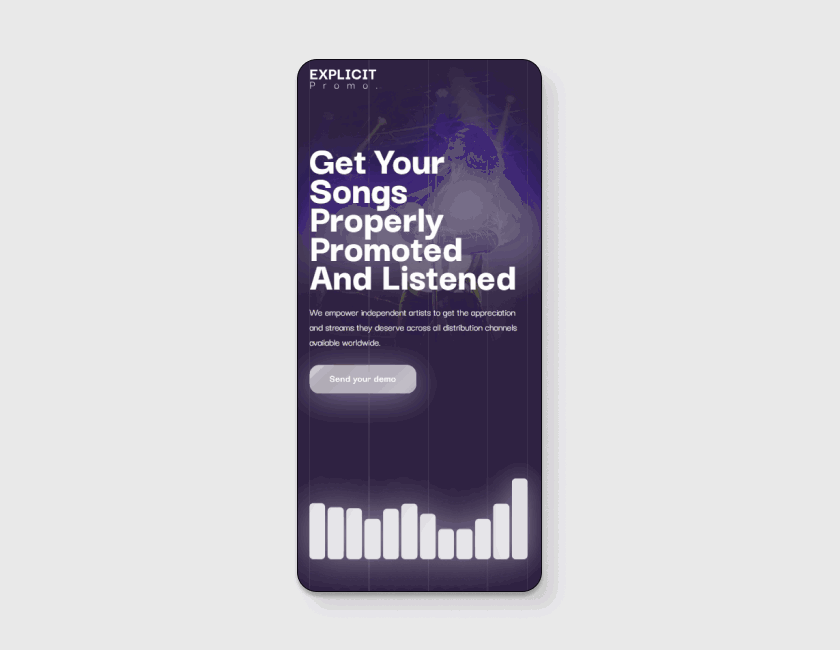 EXPLICIT
Promo.
Get Your
Songs
Properly
Promoted
And Listened
We empower independent artists to get the appreciation
and streams they deserve across all distribution channels
available worldwide.
Send your demo